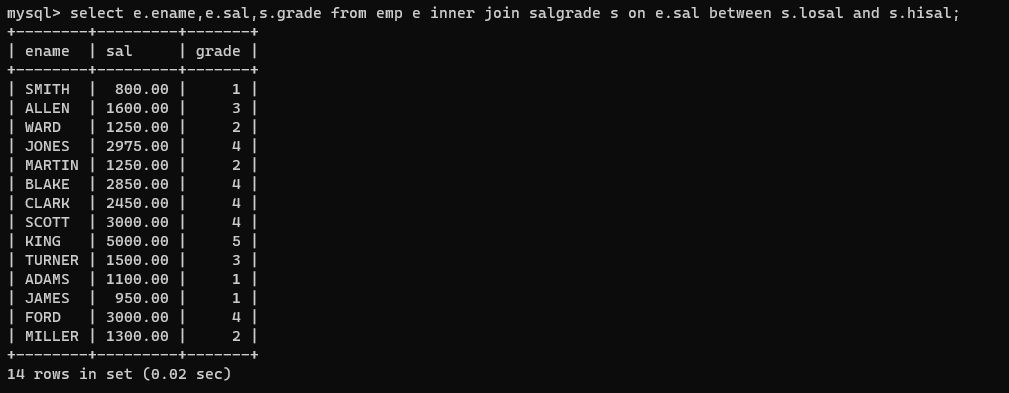 mysql> select e.ename,e.sal,s.grade from emp e inner join salgrade s on e.sal between s.losal and s.hisal;
+--------+---------+-------+
| ename  | sal     | grade |
+--------+---------+-------+
| SMITH  |  800.00 |     1 |
| ALLEN  | 1600.00 |     3 |
| WARD   | 1250.00 |     2 |
| JONES  | 2975.00 |     4 |
| MARTIN | 1250.00 |     2 |
| BLAKE  | 2850.00 |     4 |
| CLARK  | 2450.00 |     4 |
| SCOTT  | 3000.00 |     4 |
| KING   | 5000.00 |     5 |
| TURNER | 1500.00 |     3 |
| ADAMS  | 1100.00 |     1 |
| JAMES  |  950.00 |     1 |
| FORD   | 3000.00 |     4 |
| MILLER | 1300.00 |     2 |
+--------+---------+-------+
14 rows in set (0.02 sec)